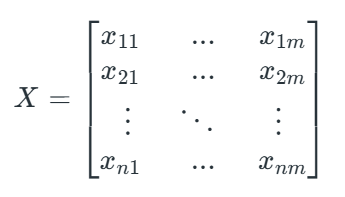 x₁₁ ... x₁ₘ
x₂₁ ... x₂ₘ
X = ⋮ ⋱ ⋮
xₙ₁ ... xₙₘ